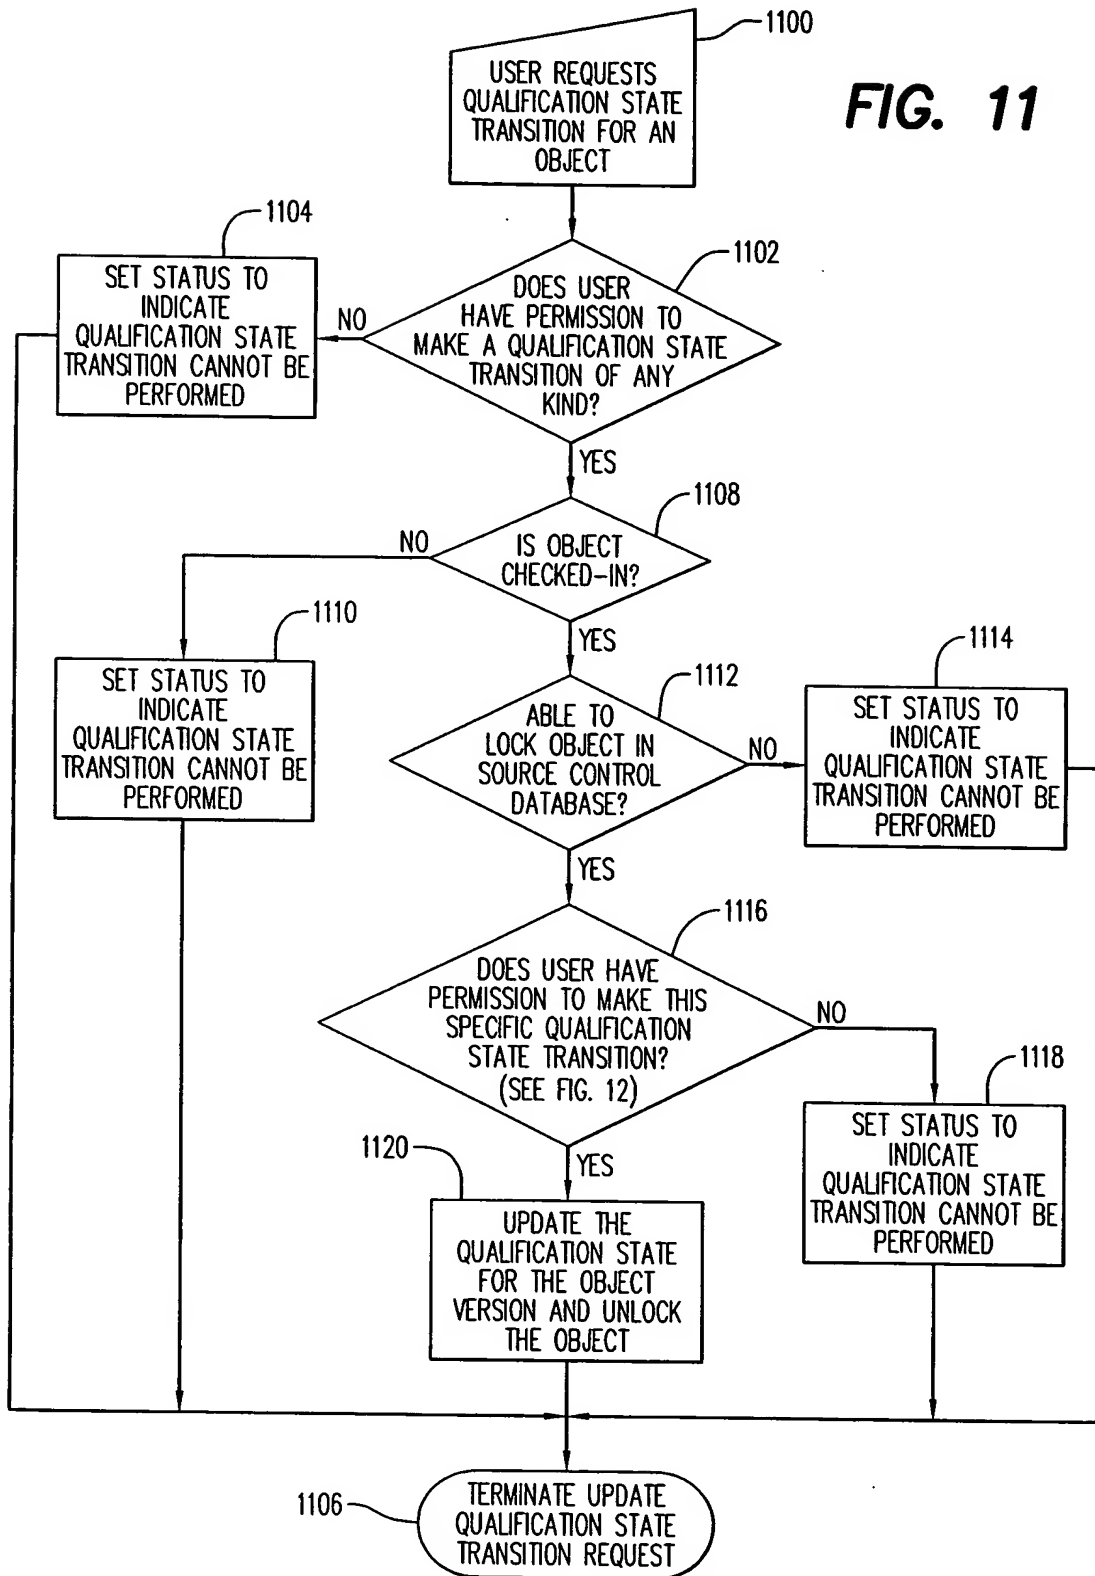 1100
USER REQUESTS
QUALIFICATION STATE
TRANSITION FOR AN
OBJECT
FIG. 11
1104
SET STATUS TO
INDICATE
QUALIFICATION STATE
TRANSITION CANNOT BE
PERFORMED
NO
1102
DOES USER
HAVE PERMISSION TO
MAKE A QUALIFICATION STATE
TRANSITION OF ANY
KIND?
YES
1108
NO
IS OBJECT
CHECKED-IN?
YES
1110
SET STATUS TO
INDICATE
QUALIFICATION STATE
TRANSITION CANNOT BE
PERFORMED
1112
ABLE TO
LOCK OBJECT IN
SOURCE CONTROL
DATABASE?
NO
1114
SET STATUS TO
INDICATE
QUALIFICATION STATE
TRANSITION CANNOT BE
PERFORMED
YES
1116
DOES USER HAVE
PERMISSION TO MAKE THIS
SPECIFIC QUALIFICATION
STATE TRANSITION?
(SEE FIG. 12)
NO
1118
SET STATUS TO
INDICATE
QUALIFICATION STATE
TRANSITION CANNOT BE
PERFORMED
YES
1120
UPDATE THE
QUALIFICATION STATE
FOR THE OBJECT
VERSION AND UNLOCK
THE OBJECT
1106
TERMINATE UPDATE
QUALIFICATION STATE
TRANSITION REQUEST